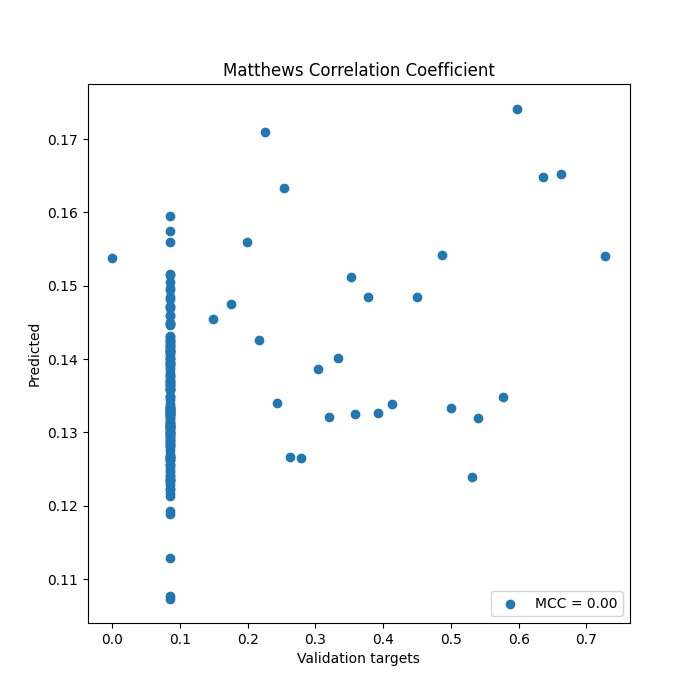 Matthews Correlation Coefficient
Predicted
0.17
0.16
0.15
0.14
0.13
0.12
0.11
MCC = 0.00
0.0 0.1 0.2 0.3 0.4 0.5 0.6 0.7
Validation targets